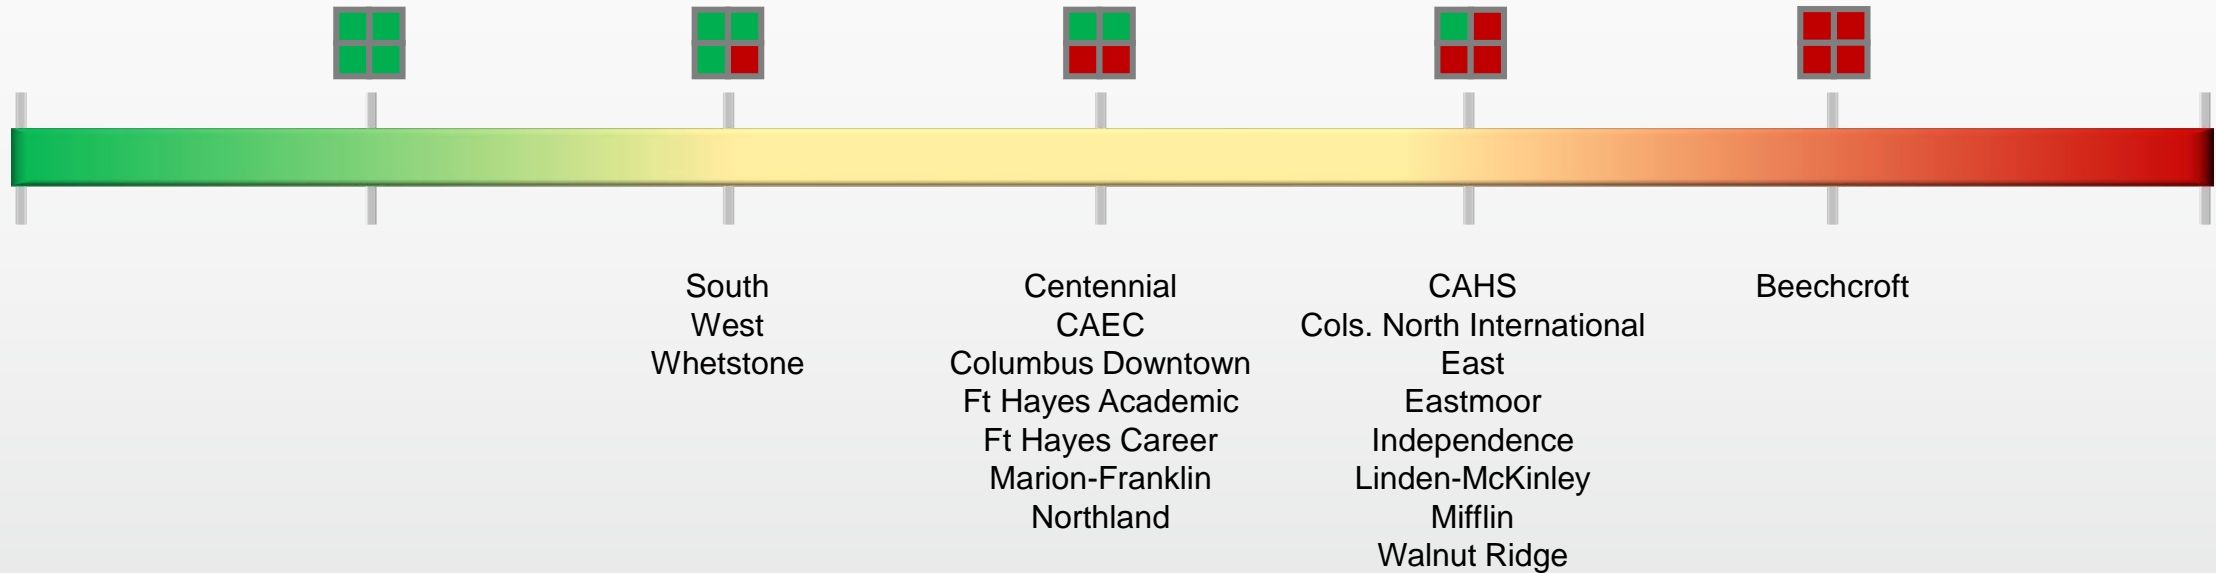 South
West
Whetstone
Centennial
CAEC
Columbus Downtown
Ft Hayes Academic
Ft Hayes Career
Marion-Franklin
Northland
CAHS
Cols. North International
East
Eastmoor
Independence
Linden-McKinley
Mifflin
Walnut Ridge
Beechcroft